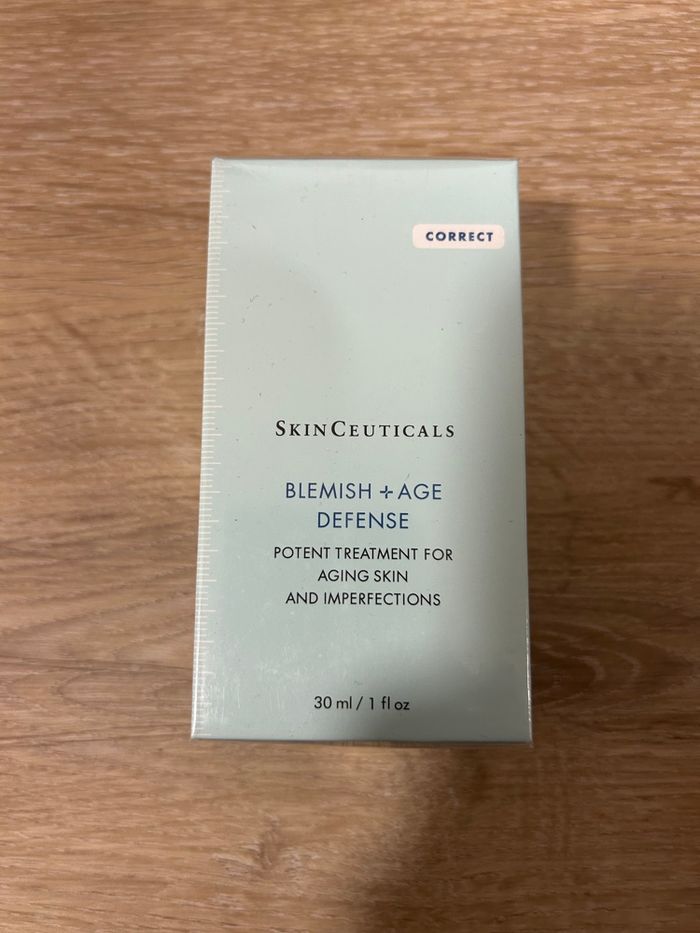 CORRECT
SKINCEUTICALS
BLEMISH + AGE
DEFENSE
POTENT TREATMENT FOR
AGING SKIN
AND IMPERFECTIONS
30 ml / 1 fl oz